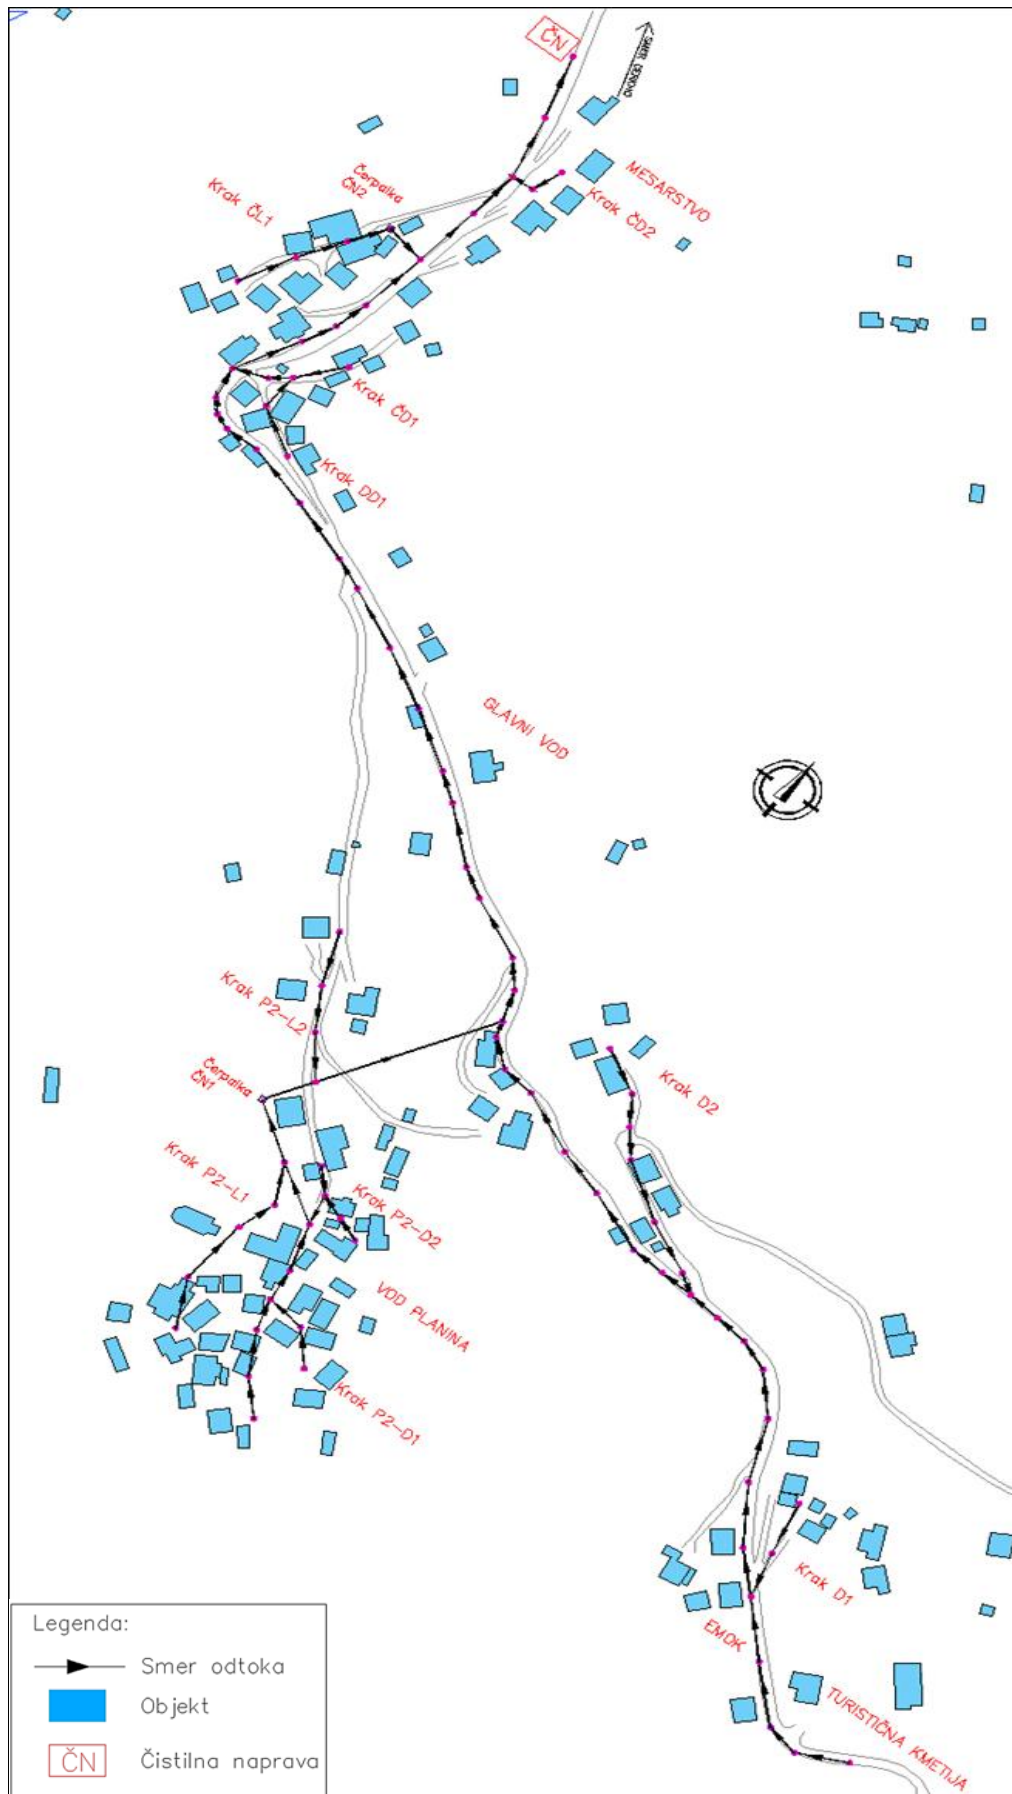 ČN
SMER DEKANO
MESARSTVO
Krak ČL1
Črpalka
ČN2
Krak ČD2
Krak ČD1
Krak DD1
GLAVNI VOD
Krak P2-L2
Črpalka
ČN1
Krak D2
Krak P2-L1
Krak P2-D2
VOD PLANINA
Krak P2-D1
Krak D1
EMOK
TURISTIČNA KMETIJA
Legenda:
Smer odtoka
Objekt
ČN Čistilna naprava